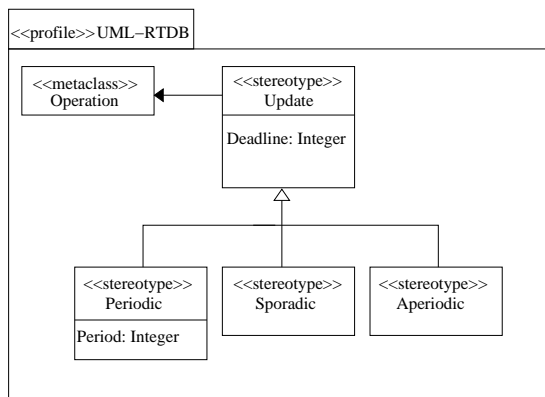 <<profile>>UML−RTDB
<<metaclass>>
Operation
<<stereotype>>
Update
Deadline: Integer
<<stereotype>>
Periodic
Period: Integer
<<stereotype>>
Sporadic
<<stereotype>>
Aperiodic